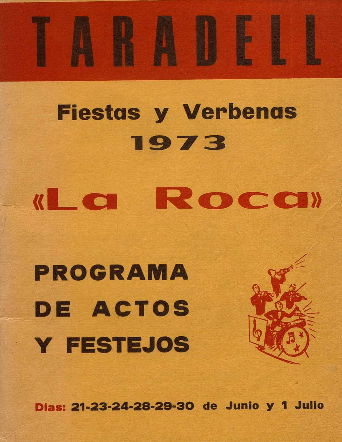 TARADELL
Fiestas y Verbenas
1973
«La Roca»
PROGRAMA
DE ACTOS
Y FESTEJOS
Dias: 21-23-24-28-29-30 de Junio y 1 Julio